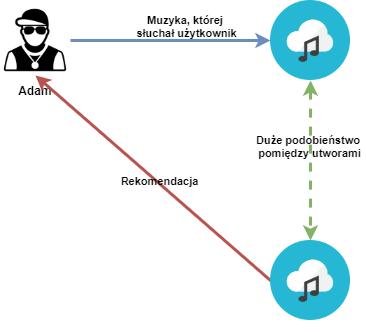 Muzyka, której
słuchał użytkownik
Adam
Duże podobieństwo
pomiędzy utworami
Rekomendacja